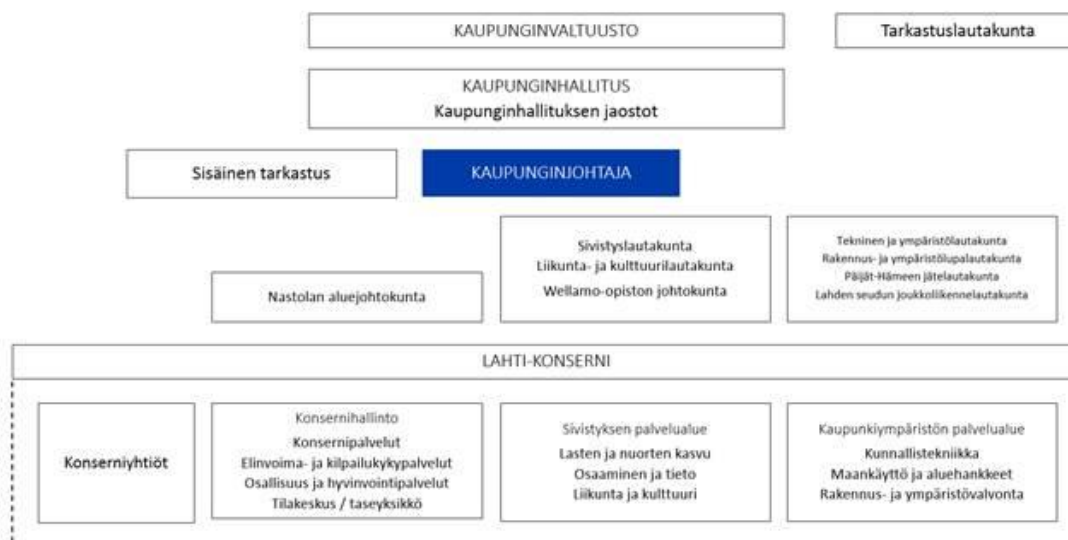 KAUPUNGINVALTUUSTO
Tarkastuslautakunta
KAUPUNGINHALLITUS
Kaupunginhallituksen jaostot
Sisäinen tarkastus
KAUPUNGINJOHTAJA
Nastolan aluejohtokunta
Sivistyslautakunta
Liikunta- ja kulttuurilautakunta
Wellamo-opiston johtokunta
Tekninen ja ympäristölautakunta
Rakennus- ja ympäristölupalautakunta
Päijät-Hämeen jätelautakunta
Lahden seudun joukkoliikennelautakunta
LAHTI-KONSERNI
Konserniyhtiöt
Konsernihallinto
Konsernipalvelut
Elinvoima- ja kilpailukykypalvelut
Osallisuus ja hyvinvointipalvelut
Tilakeskus / taseyksikkö
Sivistyksen palvelualue
Lasten ja nuorten kasvu
Osaaminen ja tieto
Liikunta ja kulttuuri
Kaupunkiympäristön palvelualue
Kunnallistekniikka
Maankäyttö ja aluehankkeet
Rakennus- ja ympäristövalvonta